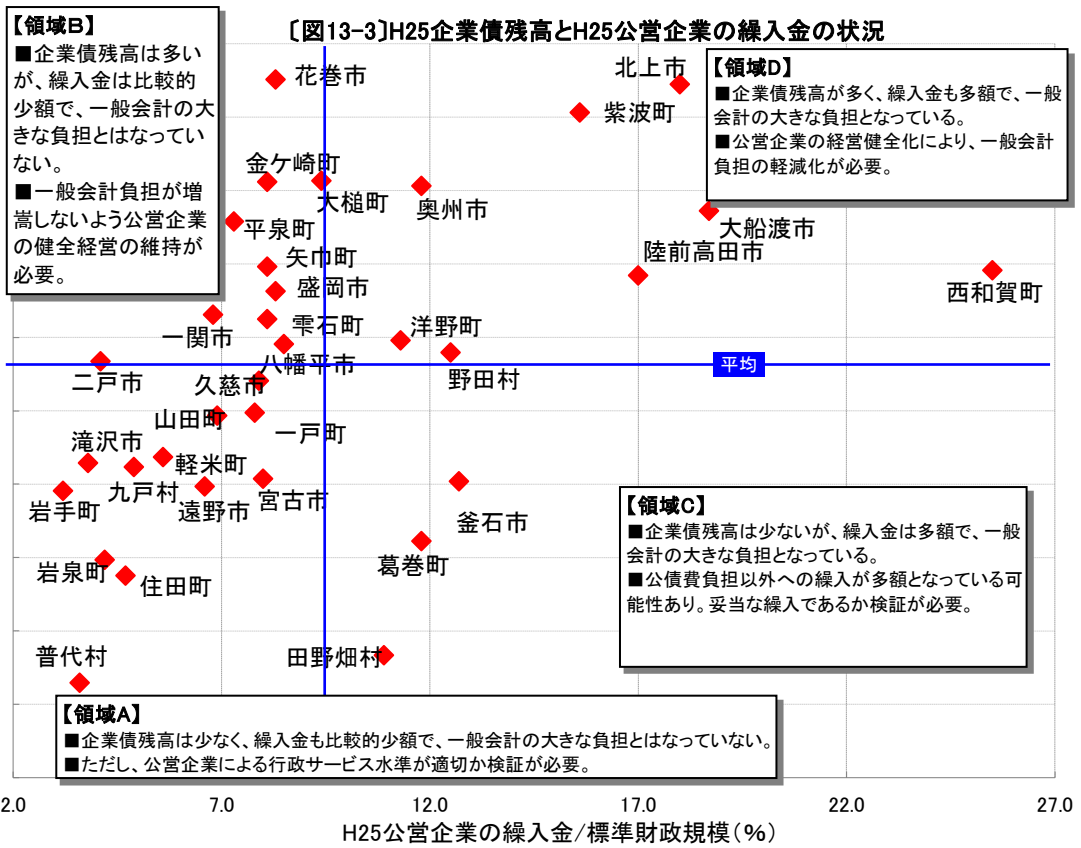 〔図13-3〕H25企業債残高とH25公営企業の繰入金の状況
【領域B】
■企業債残高は多い
が、繰入金は比較的
少額で、一般会計の大
きな負担とはなってい
ない。
■一般会計負担が増
嵩しないよう公営企業
の健全経営の維持が
必要。
【領域D】
■企業債残高が多く、繰入金も多額で、一般
会計の大きな負担となっている。
■公営企業の経営健全化により、一般会計
負担の軽減化が必要。
花巻市
北上市
紫波町
金ケ崎町
大槌町
奥州市
平泉町
大船渡市
陸前高田市
矢巾町
西和賀町
盛岡市
一関市
雫石町
洋野町
八幡平市
野田村
平均
二戸市
久慈市
山田町
一戸町
滝沢市
軽米町
九戸村
岩手町
遠野市
宮古市
釜石市
葛巻町
岩泉町
住田町
田野畑村
普代村
【領域C】
■企業債残高は少ないが、繰入金は多額で、一般
会計の大きな負担となっている。
■公債費負担以外への繰入が多額となっている可
能性あり。妥当な繰入であるか検証が必要。
【領域A】
■企業債残高は少なく、繰入金も比較的少額で、一般会計の大きな負担とはなっていない。
■ただし、公営企業による行政サービス水準が適切か検証が必要。
2.0 7.0 12.0 17.0 22.0 27.0
H25公営企業の繰入金/標準財政規模(%)